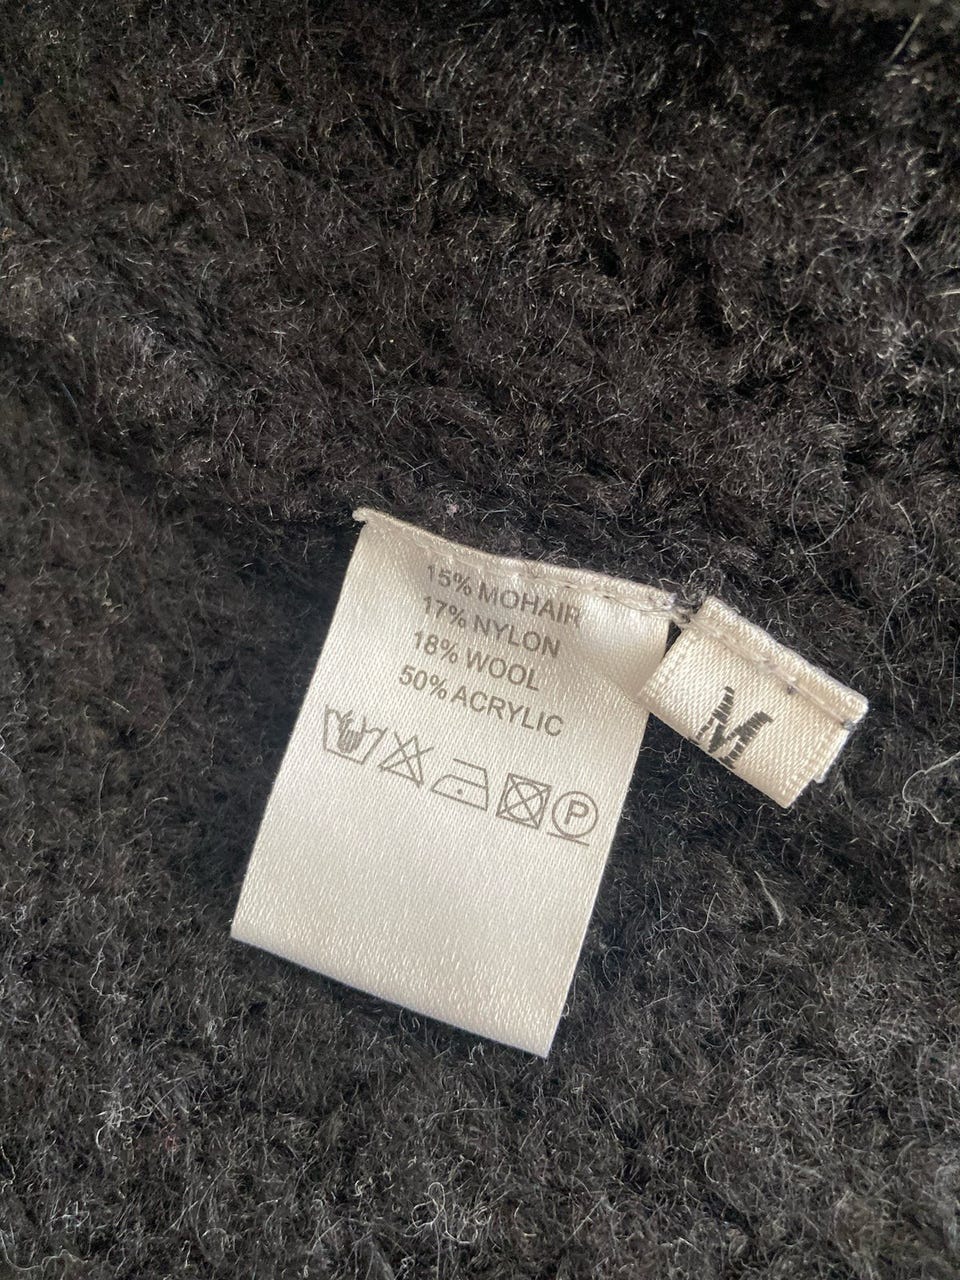 15% MOHAIR
17% NYLON
18% WOOL
50% ACRYLIC
P
M